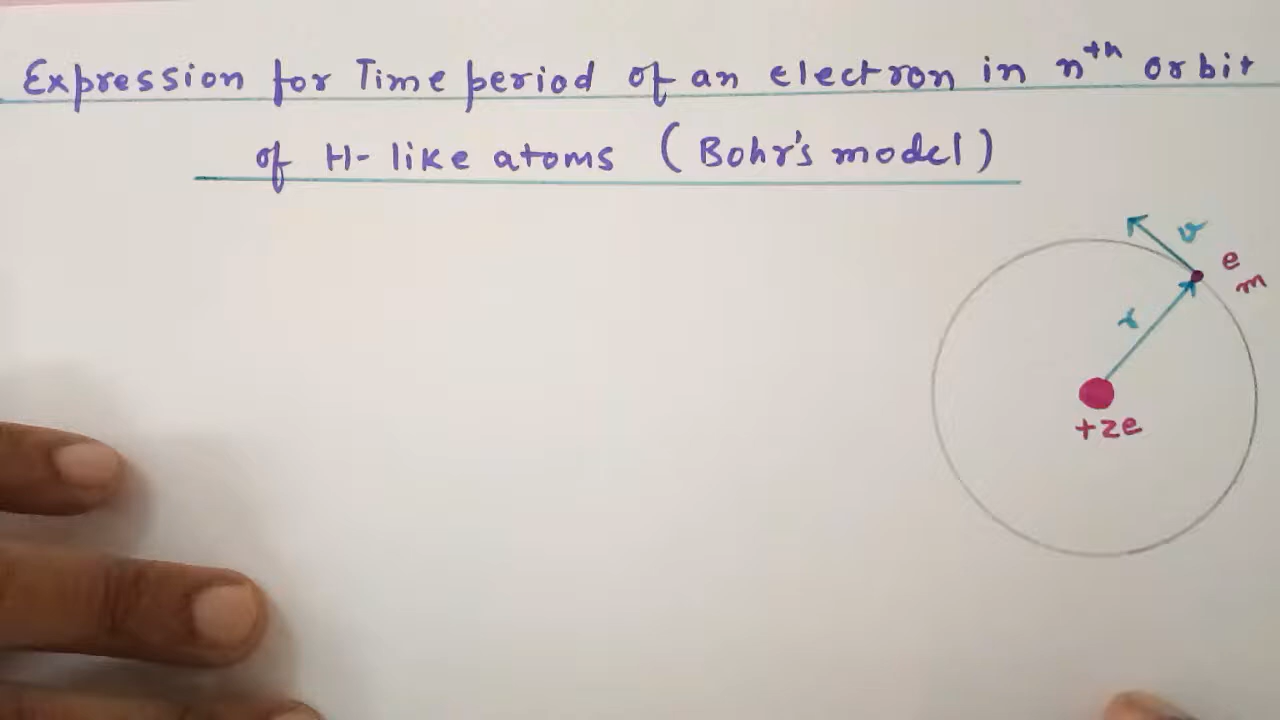 Expression for Time period of an electron in nᵗʰ orbit
of H-like atoms (Bohr's model)
v
e
m
r
+ze